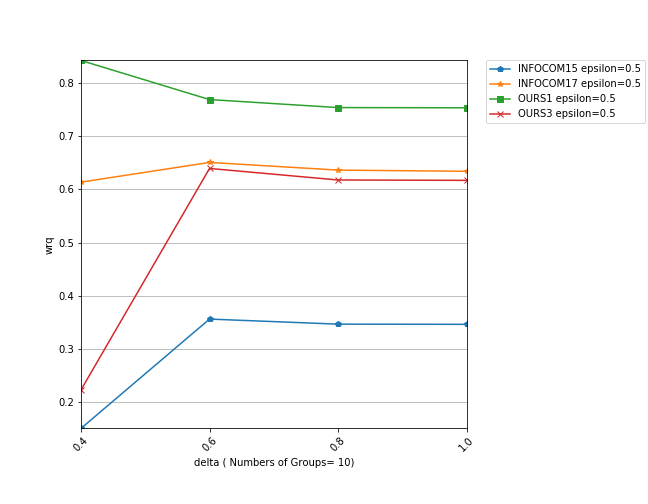 INFOCOM15 epsilon=0.5
INFOCOM17 epsilon=0.5
OURS1 epsilon=0.5
OURS3 epsilon=0.5
wrq
0.8
0.7
0.6
0.5
0.4
0.3
0.2
0.4
0.6
0.8
1.0
delta ( Numbers of Groups= 10)